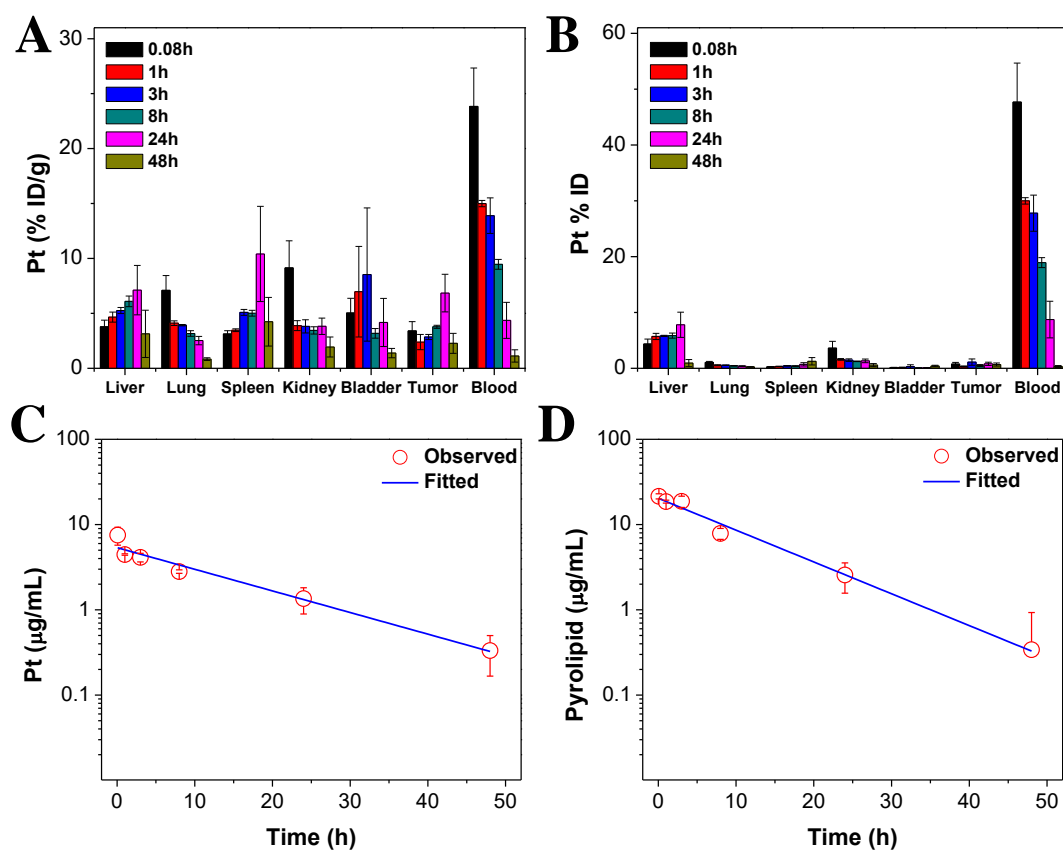 A
B
30
20
10
0
Pt (% ID/g)
0.08h
1h
3h
8h
24h
48h
Liver Lung Spleen Kidney Bladder Tumor Blood
60
40
20
0
Pt % ID
0.08h
1h
3h
8h
24h
48h
Liver Lung Spleen Kidney Bladder Tumor Blood
C
D
100
10
1
0.1
Pt (μg/mL)
Observed
Fitted
0 10 20 30 40 50
Time (h)
100
10
1
0.1
Pyrolipid (μg/mL)
Observed
Fitted
0 10 20 30 40 50
Time (h)